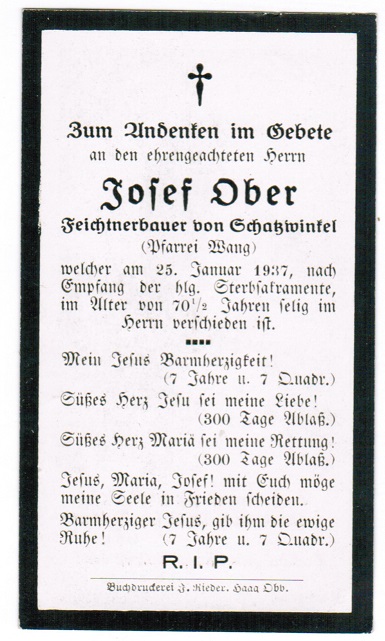 Zum Andenken im Gebete
an den ehrengeachteten Herrn
Josef Ober
Feichtnerbauer von Schatzwinkel
(Pfarrei Wang)
welcher am 25. Januar 1937, nach
Empfang der hlg. Sterbsakramente,
im Alter von 70 1/2 Jahren selig im
Herrn verschieden ist.
Mein Jesus Barmherzigkeit!
(7 Jahre u. 7 Quadr.)
Süßes Herz Jesu sei meine Liebe!
(300 Tage Ablaß.)
Süßes Herz Mariä sei meine Rettung!
(300 Tage Ablaß.)
Jesus, Maria, Josef! mit Euch möge
meine Seele in Frieden scheiden.
Barmherziger Jesus, gib ihm die ewige
Ruhe! (7 Jahre u. 7 Quadr.)
R. I. P.
Buchdruckerei J. Rieder. Haag Obb.